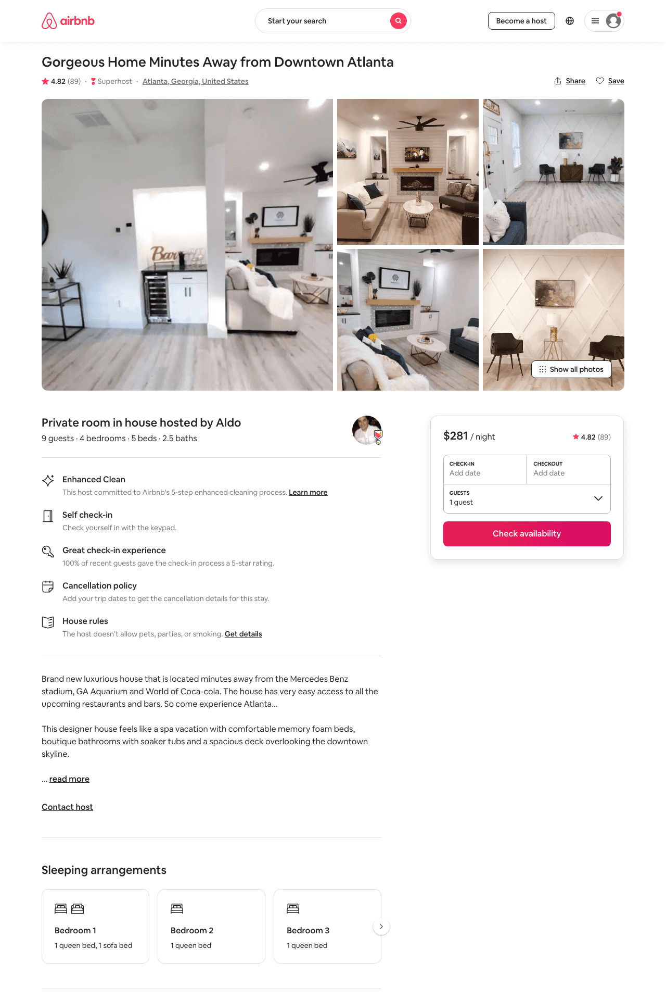 airbnb
Start your search
Become a host
Gorgeous Home Minutes Away from Downtown Atlanta
4.82 (89) · Superhost · Atlanta, Georgia, United States
Share
Save
Bar
Show all photos
Private room in house hosted by Aldo
9 guests · 4 bedrooms · 5 beds · 2.5 baths
Enhanced Clean
This host committed to Airbnb's 5-step enhanced cleaning process. Learn more
Self check-in
Check yourself in with the keypad.
Great check-in experience
100% of recent guests gave the check-in process a 5-star rating.
Cancellation policy
Add your trip dates to get the cancellation details for this stay.
House rules
The host doesn’t allow pets, parties, or smoking. Get details
$281 / night
4.82 (89)
CHECK-IN
Add date
CHECKOUT
Add date
GUESTS
1 guest
Check availability
Brand new luxurious house that is located minutes away from the Mercedes Benz
stadium, GA Aquarium and World of Coca-cola. The house has very easy access to all the
upcoming restaurants and bars. So come experience Atlanta...
This designer house feels like a spa vacation with comfortable memory foam beds,
boutique bathrooms with soaker tubs and a spacious deck overlooking the downtown
skyline.
... read more
Contact host
Sleeping arrangements
Bedroom 1
1 queen bed, 1 sofa bed
Bedroom 2
1 queen bed
Bedroom 3
1 queen bed